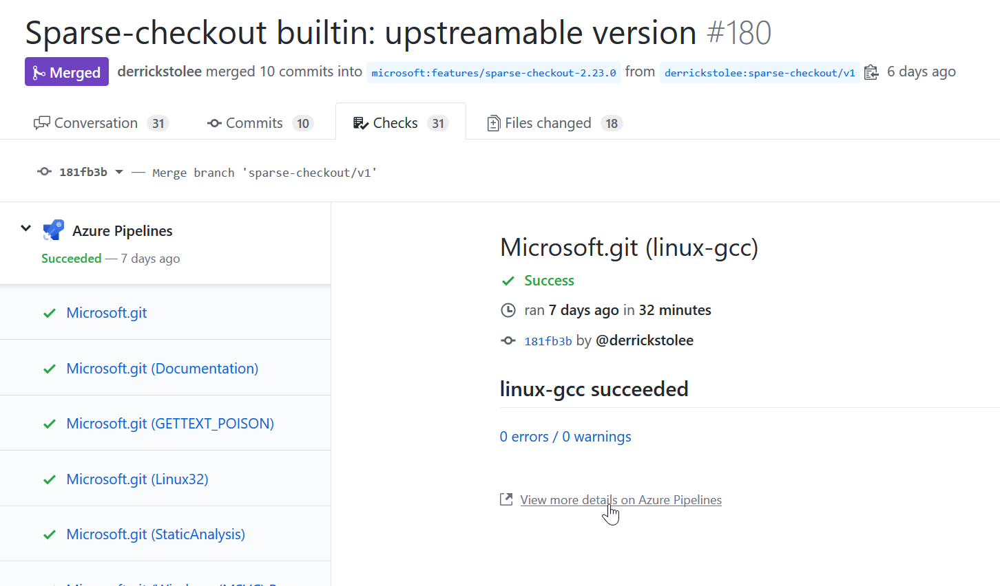 Sparse-checkout builtin: upstreamable version #180
Merged derrickstolee merged 10 commits into microsoft:features/sparse-checkout-2.23.0 from derrickstolee:sparse-checkout/v1 6 days ago
Conversation 31 Commits 10 Checks 31 Files changed 18
181fb3b — Merge branch 'sparse-checkout/v1'
Azure Pipelines
Succeeded — 7 days ago
Microsoft.git
Microsoft.git (Documentation)
Microsoft.git (GETTEXT_POISON)
Microsoft.git (Linux32)
Microsoft.git (StaticAnalysis)
Microsoft.git (linux-gcc)
Success
ran 7 days ago in 32 minutes
181fb3b by @derrickstolee
linux-gcc succeeded
0 errors / 0 warnings
View more details on Azure Pipelines